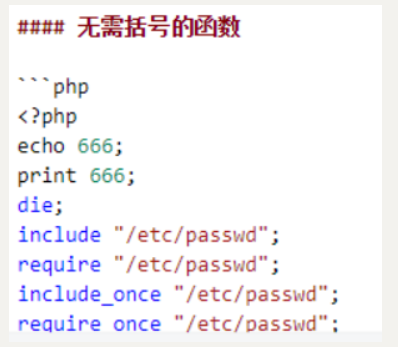 #### 无需括号的函数
```php
<?php
echo 666;
print 666;
die;
include "/etc/passwd";
require "/etc/passwd";
include_once "/etc/passwd";
require_once "/etc/passwd";